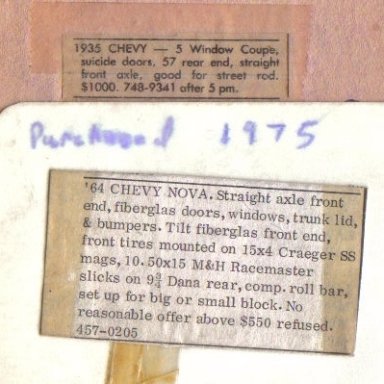 1935 CHEVY — 5 Window Coupe,
suicide doors, 57 rear end, straight
front axle, good for street rod.
$1000. 748-9341 after 5 pm.
Purchased 1975
'64 CHEVY NOVA. Straight axle front
end, fiberglas doors, windows, trunk lid,
& bumpers. Tilt fiberglas front end,
front tires mounted on 15x4 Craeger SS
mags, 10.50x15 M&H Racemaster
slicks on 9¾ Dana rear, comp. roll bar,
set up for big or small block. No
reasonable offer above $550 refused.
457-0205